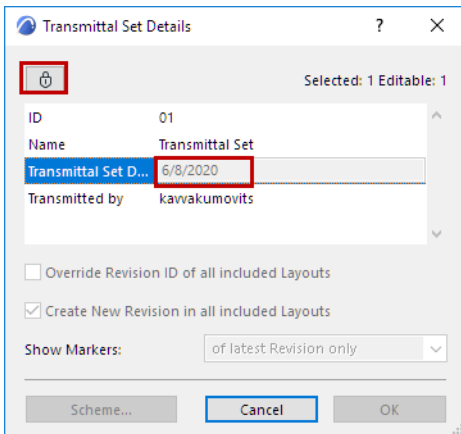 Transmittal Set Details ? ×
Selected: 1 Editable: 1
ID 01
Name Transmittal Set
Transmittal Set D... 6/8/2020
Transmitted by kavvakumovits
Override Revision ID of all included Layouts
Create New Revision in all included Layouts
Show Markers: of latest Revision only
Scheme... Cancel OK